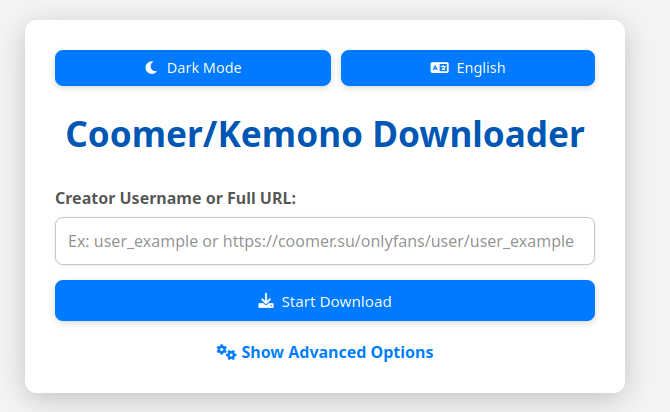 Dark Mode
English
Coomer/Kemono Downloader
Creator Username or Full URL:
Ex: user_example or https://coomer.su/onlyfans/user/user_example
Start Download
Show Advanced Options